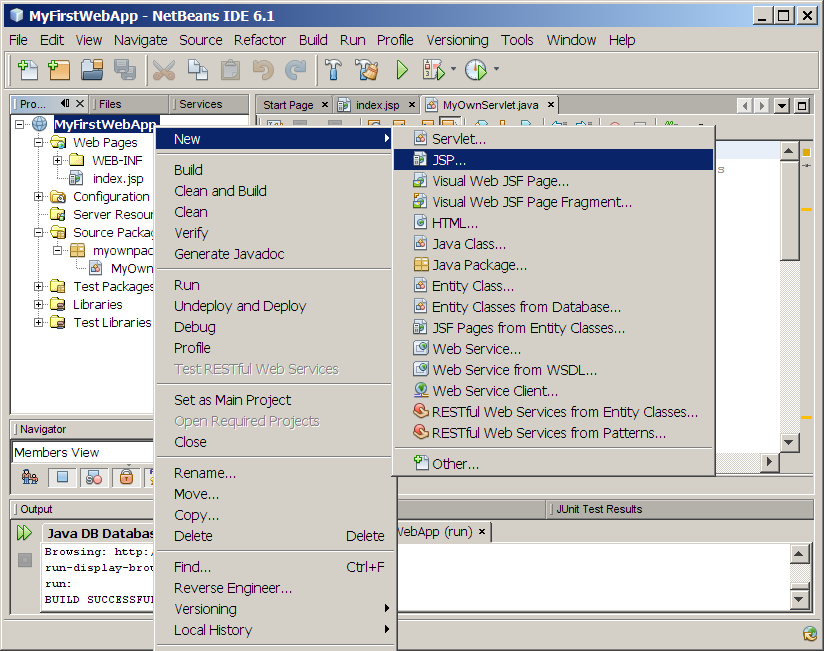 MyFirstWebApp - NetBeans IDE 6.1
File Edit View Navigate Source Refactor Build Run Profile Versioning Tools Window Help
Pro... Files Services
Start Page index.jsp MyOwnServlet.java
MyFirstWebApp
Web Pages
WEB-INF
index.jsp
Configuration
Server Resour
Source Packag
myownpac
MyOwn
Test Packages
Libraries
Test Libraries
New
Build
Clean and Build
Clean
Verify
Generate Javadoc
Run
Undeploy and Deploy
Debug
Profile
Test RESTful Web Services
Set as Main Project
Open Required Projects
Close
Rename...
Move...
Copy...
Delete Delete
Find... Ctrl+F
Reverse Engineer...
Versioning
Local History
Servlet...
JSP...
Visual Web JSF Page...
Visual Web JSF Page Fragment...
HTML...
Java Class...
Java Package...
Entity Class...
Entity Classes from Database...
JSF Pages from Entity Classes...
Web Service...
Web Service from WSDL...
Web Service Client...
RESTful Web Services from Entity Classes...
RESTful Web Services from Patterns...
Other...
Navigator
Members View
Output
JUnit Test Results
Java DB Databas
WebApp (run)
Browsing: http:/
run-display-brow
run:
BUILD SUCCESSFU